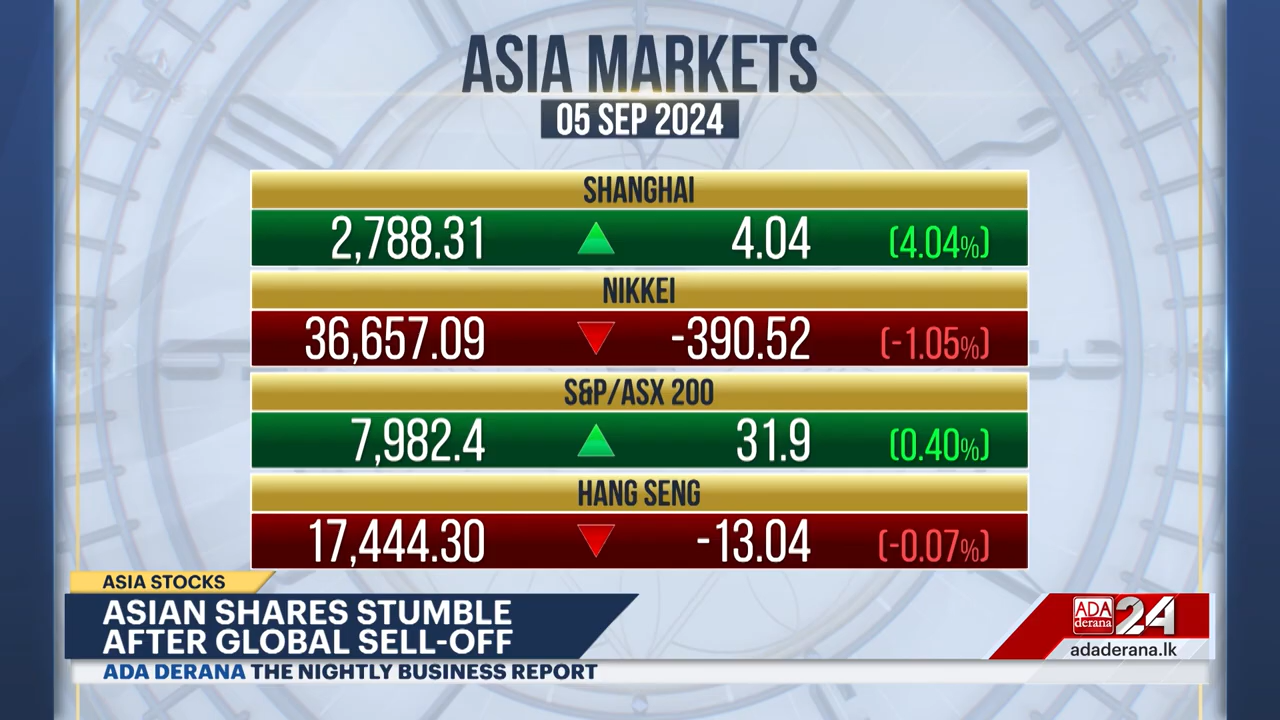 ASIA MARKETS
05 SEP 2024
SHANGHAI
2,788.31 ▲ 4.04 (4.04%)
NIKKEI
36,657.09 ▼ -390.52 (-1.05%)
S&P/ASX 200
7,982.4 ▲ 31.9 (0.40%)
HANG SENG
17,444.30 ▼ -13.04 (-0.07%)
ASIA STOCKS
ASIAN SHARES STUMBLE
AFTER GLOBAL SELL-OFF
ADA DERANA THE NIGHTLY BUSINESS REPORT
ADA derana 24
adaderana.lk